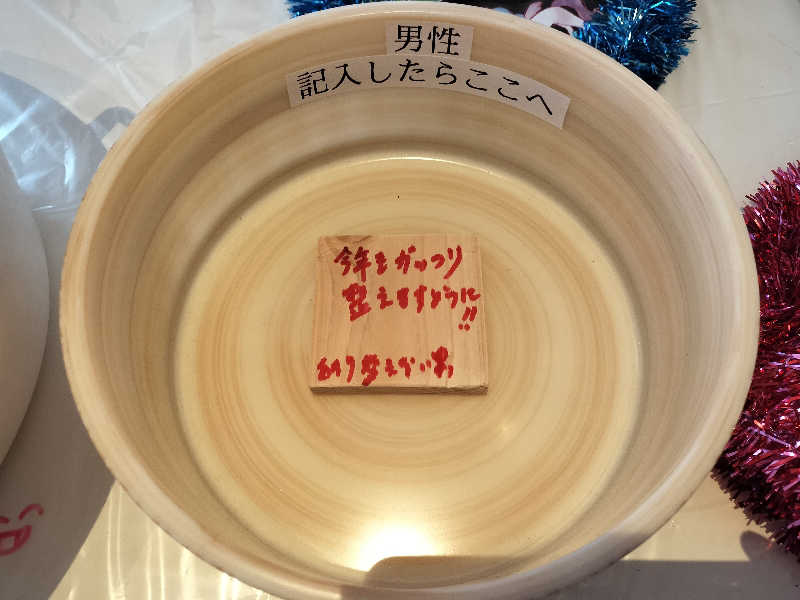 男性
記入したらここへ
今年もガッツリ
整えますように
!!